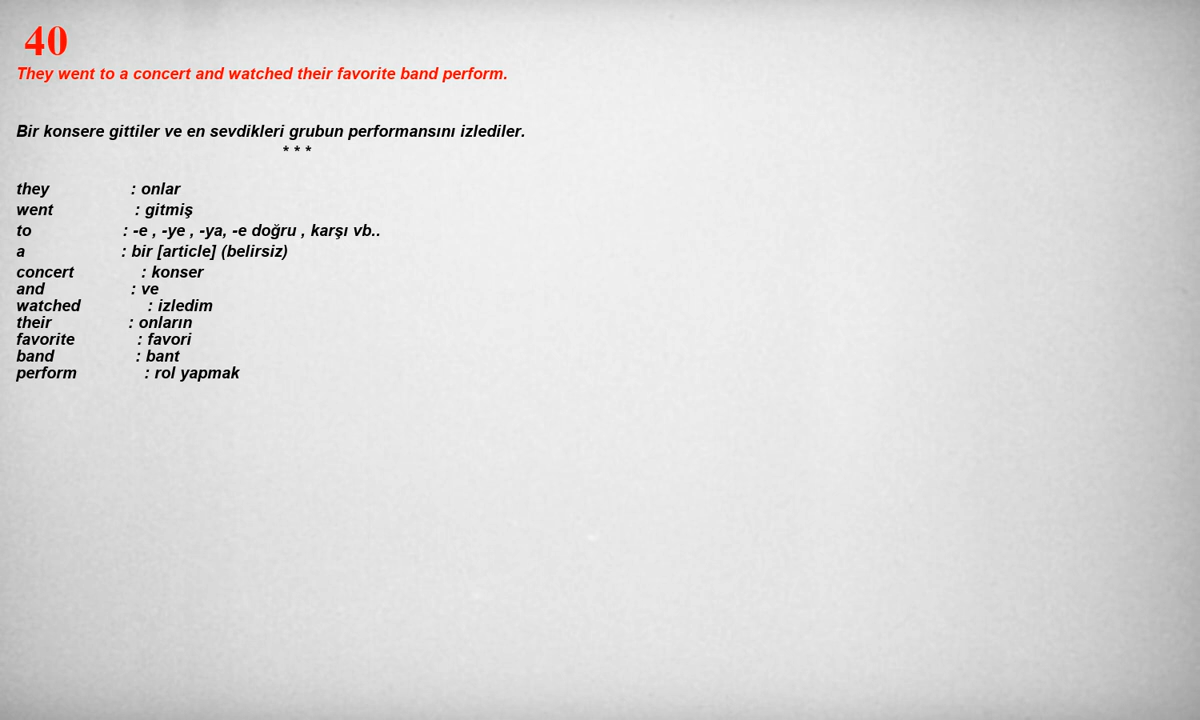 40
They went to a concert and watched their favorite band perform.
Bir konsere gittiler ve en sevdikleri grubun performansını izlediler.
* * *
they : onlar
went : gitmiş
to : -e , -ye , -ya, -e doğru , karşı vb..
a : bir [article] (belirsiz)
concert : konser
and : ve
watched : izledim
their : onların
favorite : favori
band : bant
perform : rol yapmak